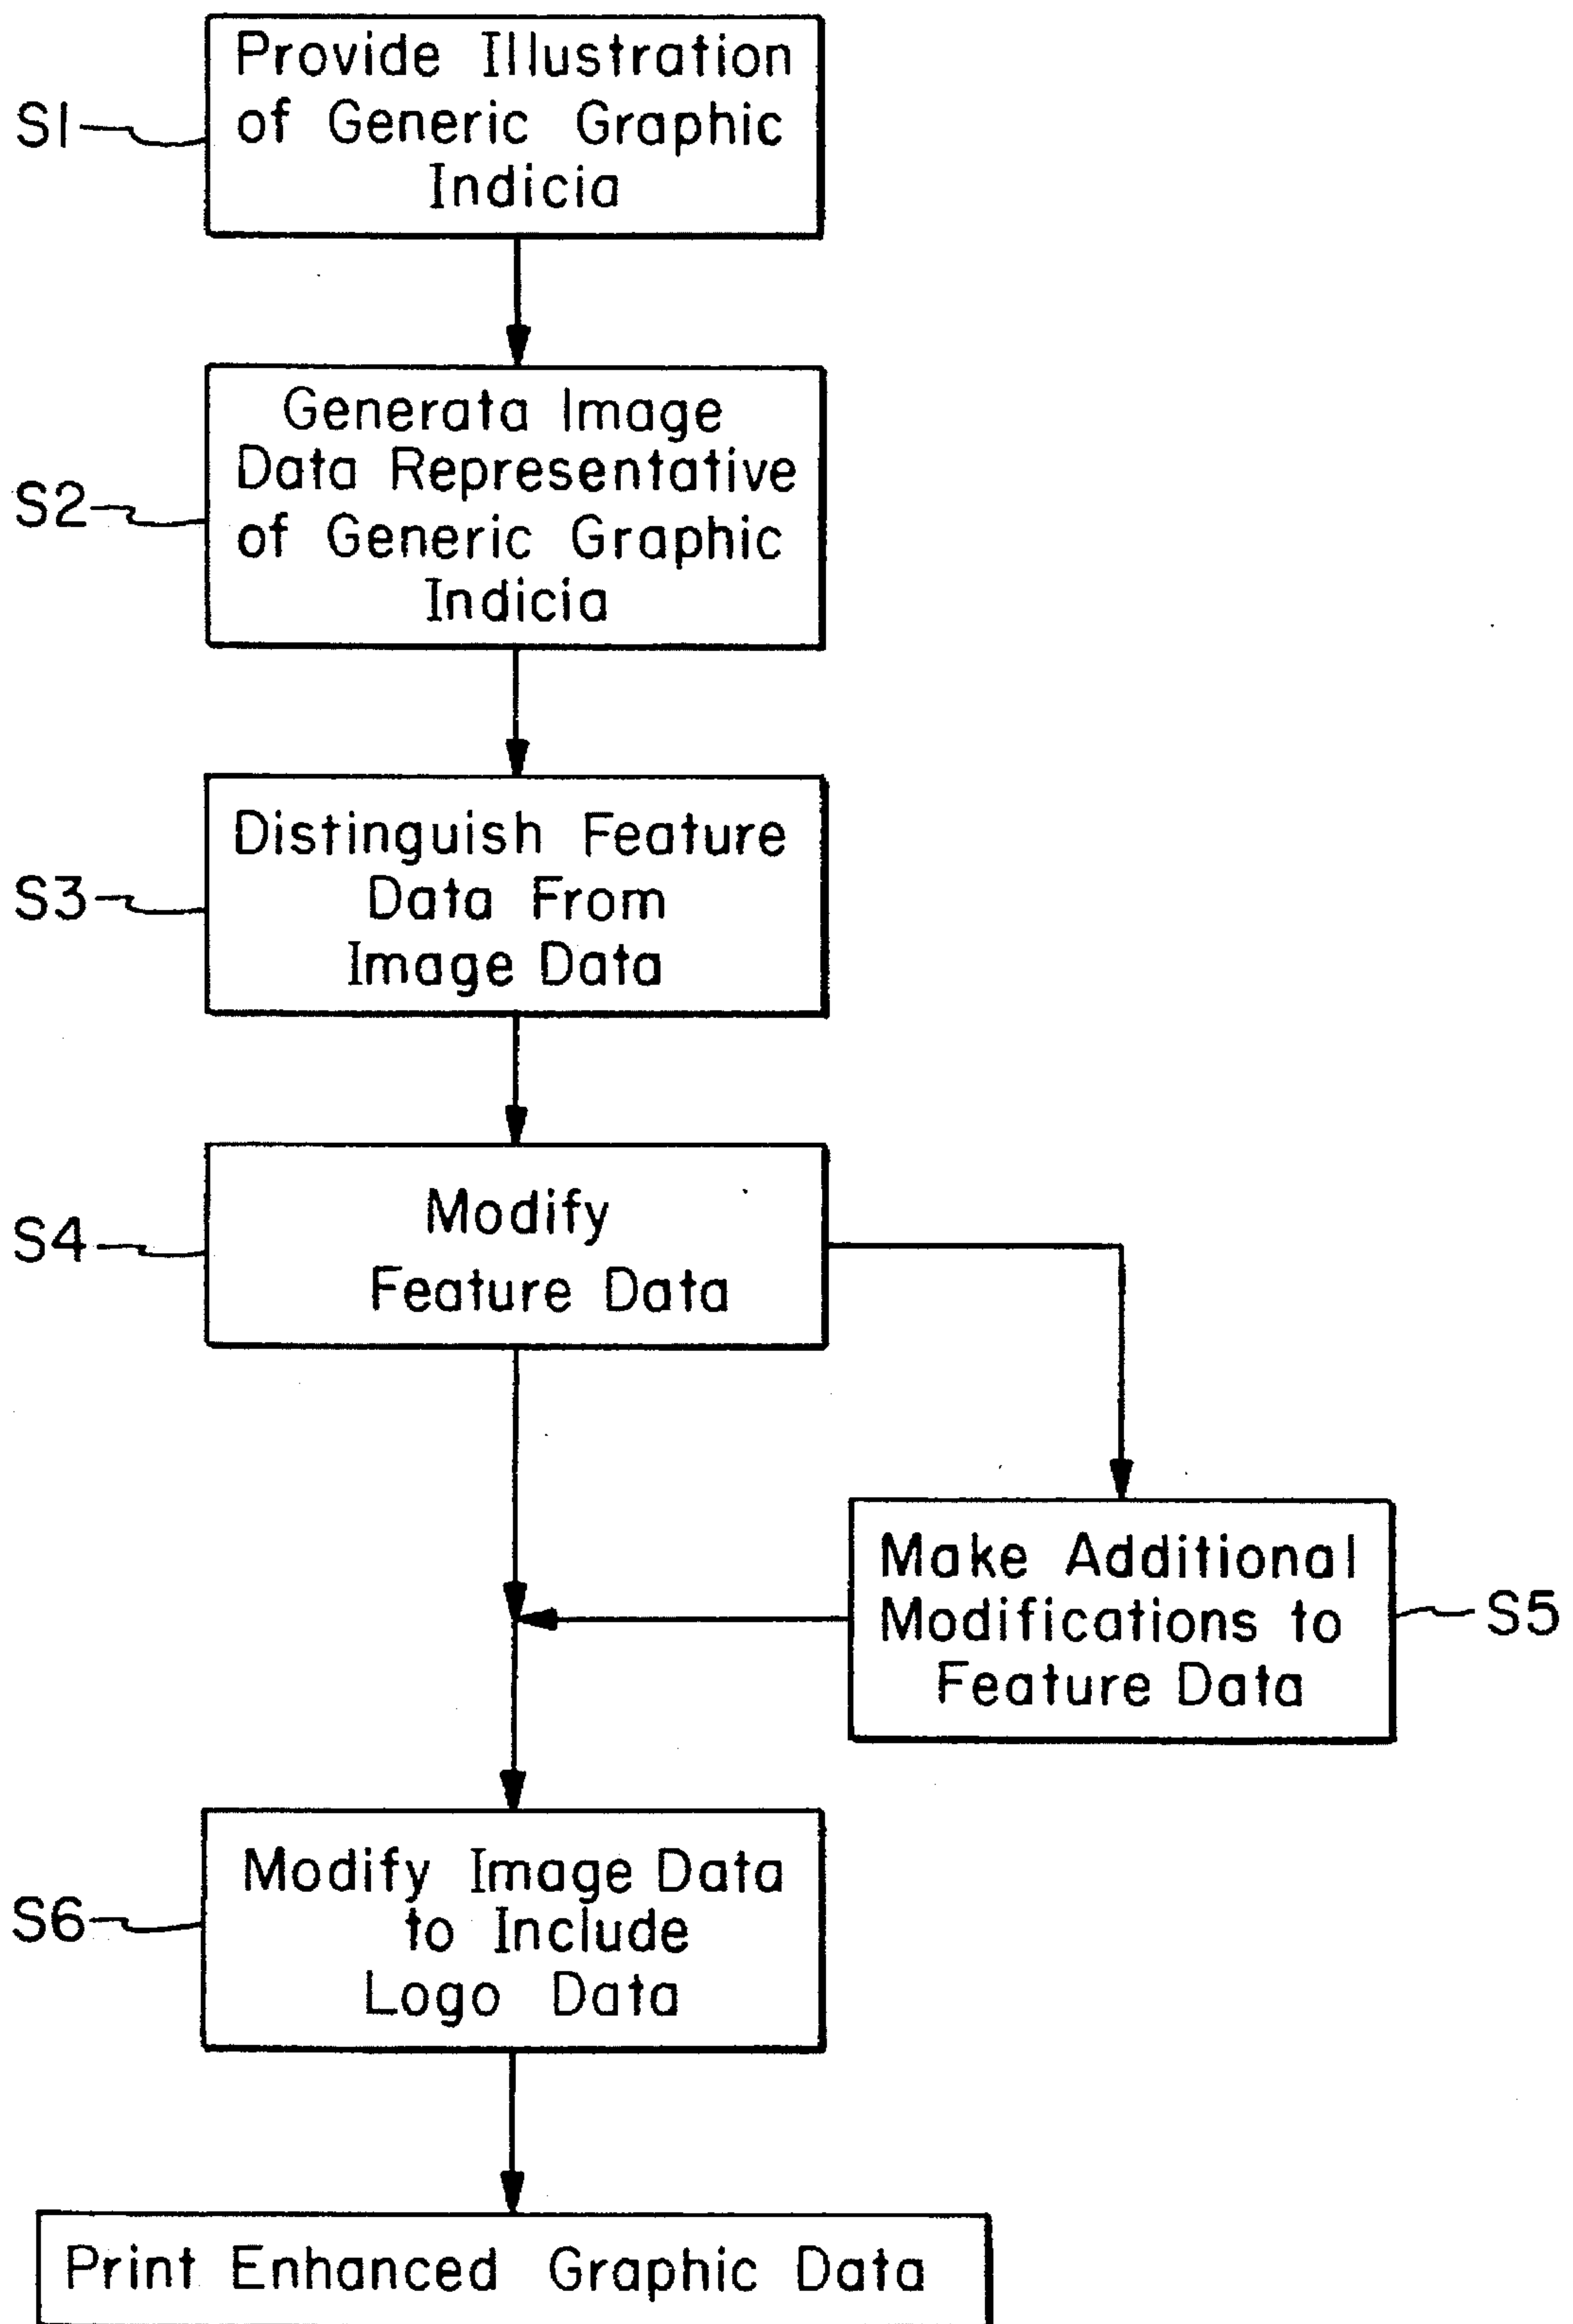 Provide Illustration
S1
of Generic Graphic
Indicia
Generata Image
Data Representative
S2
of Generic Graphic
Indicia
Distinguish Feature
S3
Data From
Image Data
Modify
S4
Feature Data
Make Additional
Modifications to
S5
Feature Data
Modify Image Data
S6
to Include
Logo Data
Print Enhanced Graphic Data